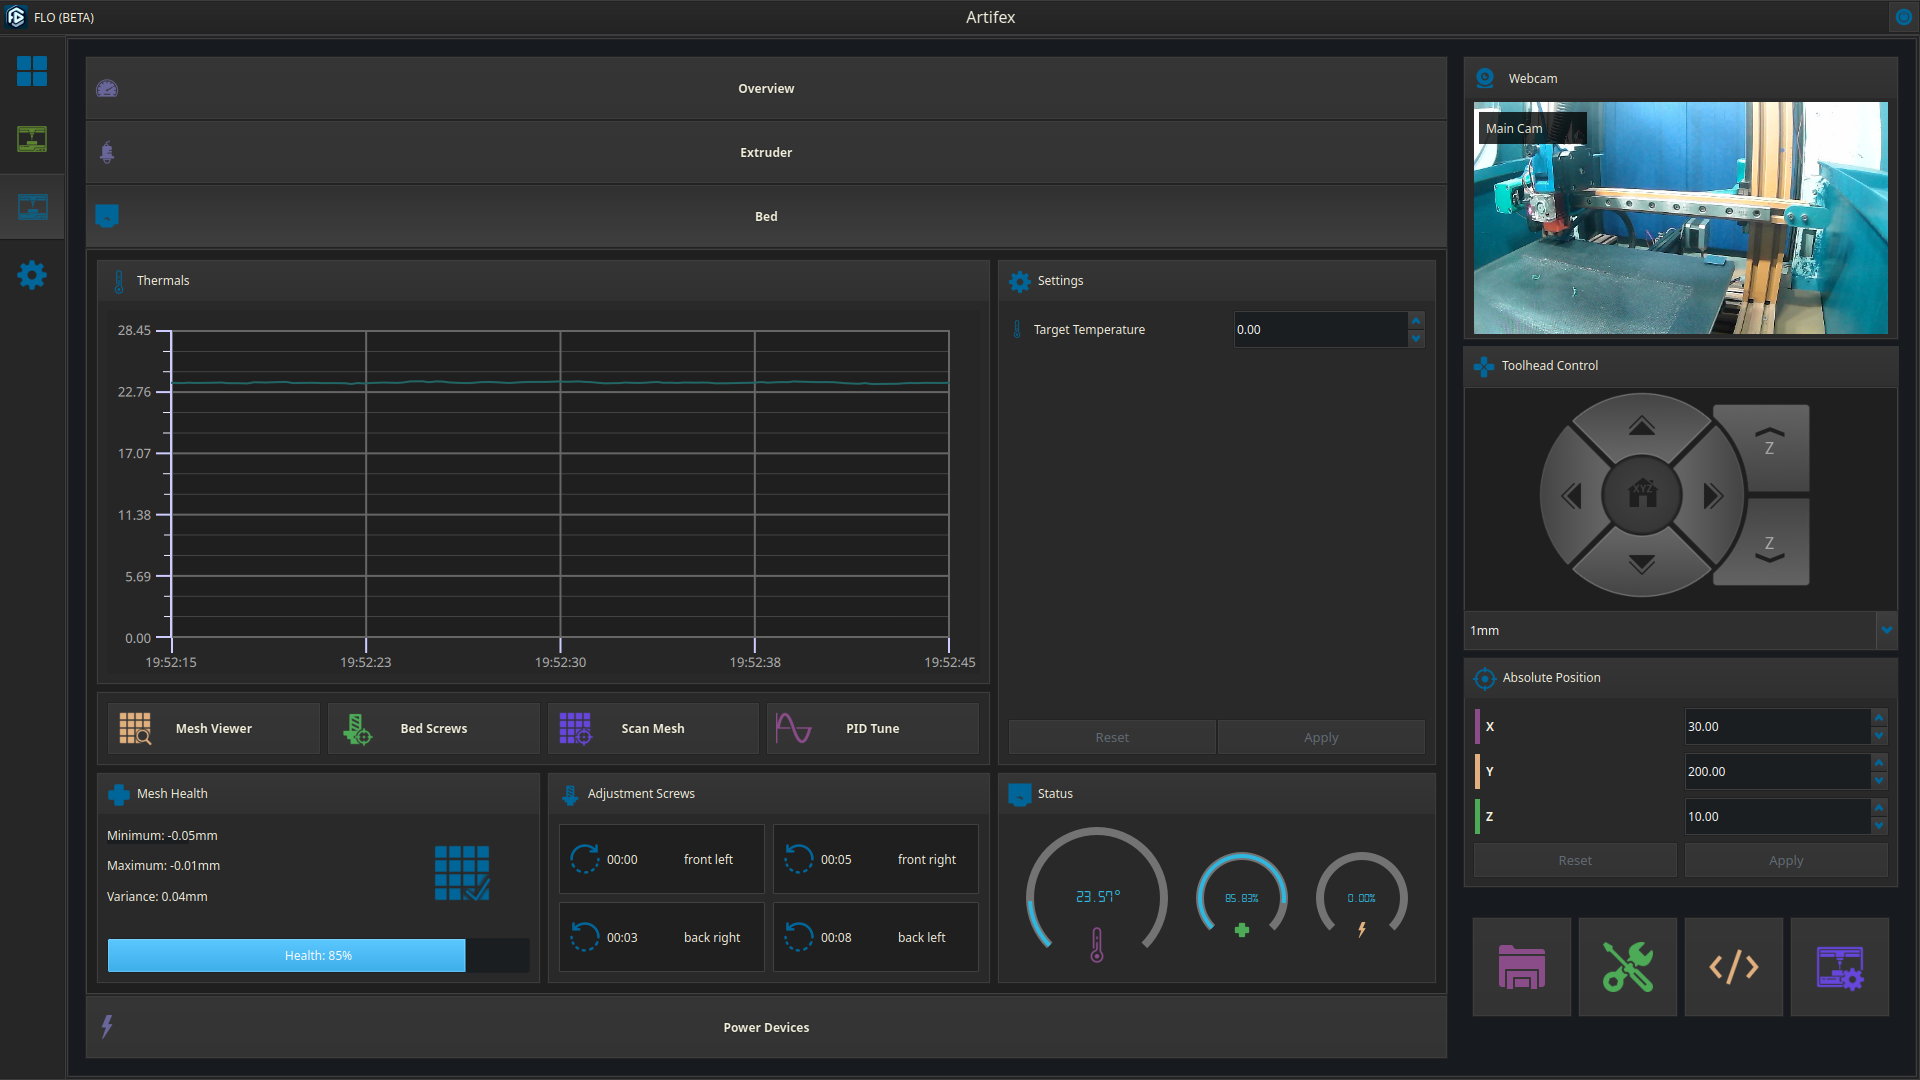 FLO (BETA)
Artifex
Overview
Extruder
Bed
Thermals
28.45
22.76
17.07
11.38
5.69
0.00
19:52:15
19:52:23
19:52:30
19:52:38
19:52:45
Settings
Target Temperature
0.00
Reset
Apply
Mesh Viewer
Bed Screws
Scan Mesh
PID Tune
Mesh Health
Minimum: -0.05mm
Maximum: -0.01mm
Variance: 0.04mm
Health: 85%
Adjustment Screws
00:00 front left
00:05 front right
00:03 back right
00:08 back left
Status
23.57°
85.83%
0.00%
Power Devices
Webcam
Main Cam
Toolhead Control
XYZ
Z
Z
1mm
Absolute Position
X 30.00
Y 200.00
Z 10.00
Reset
Apply